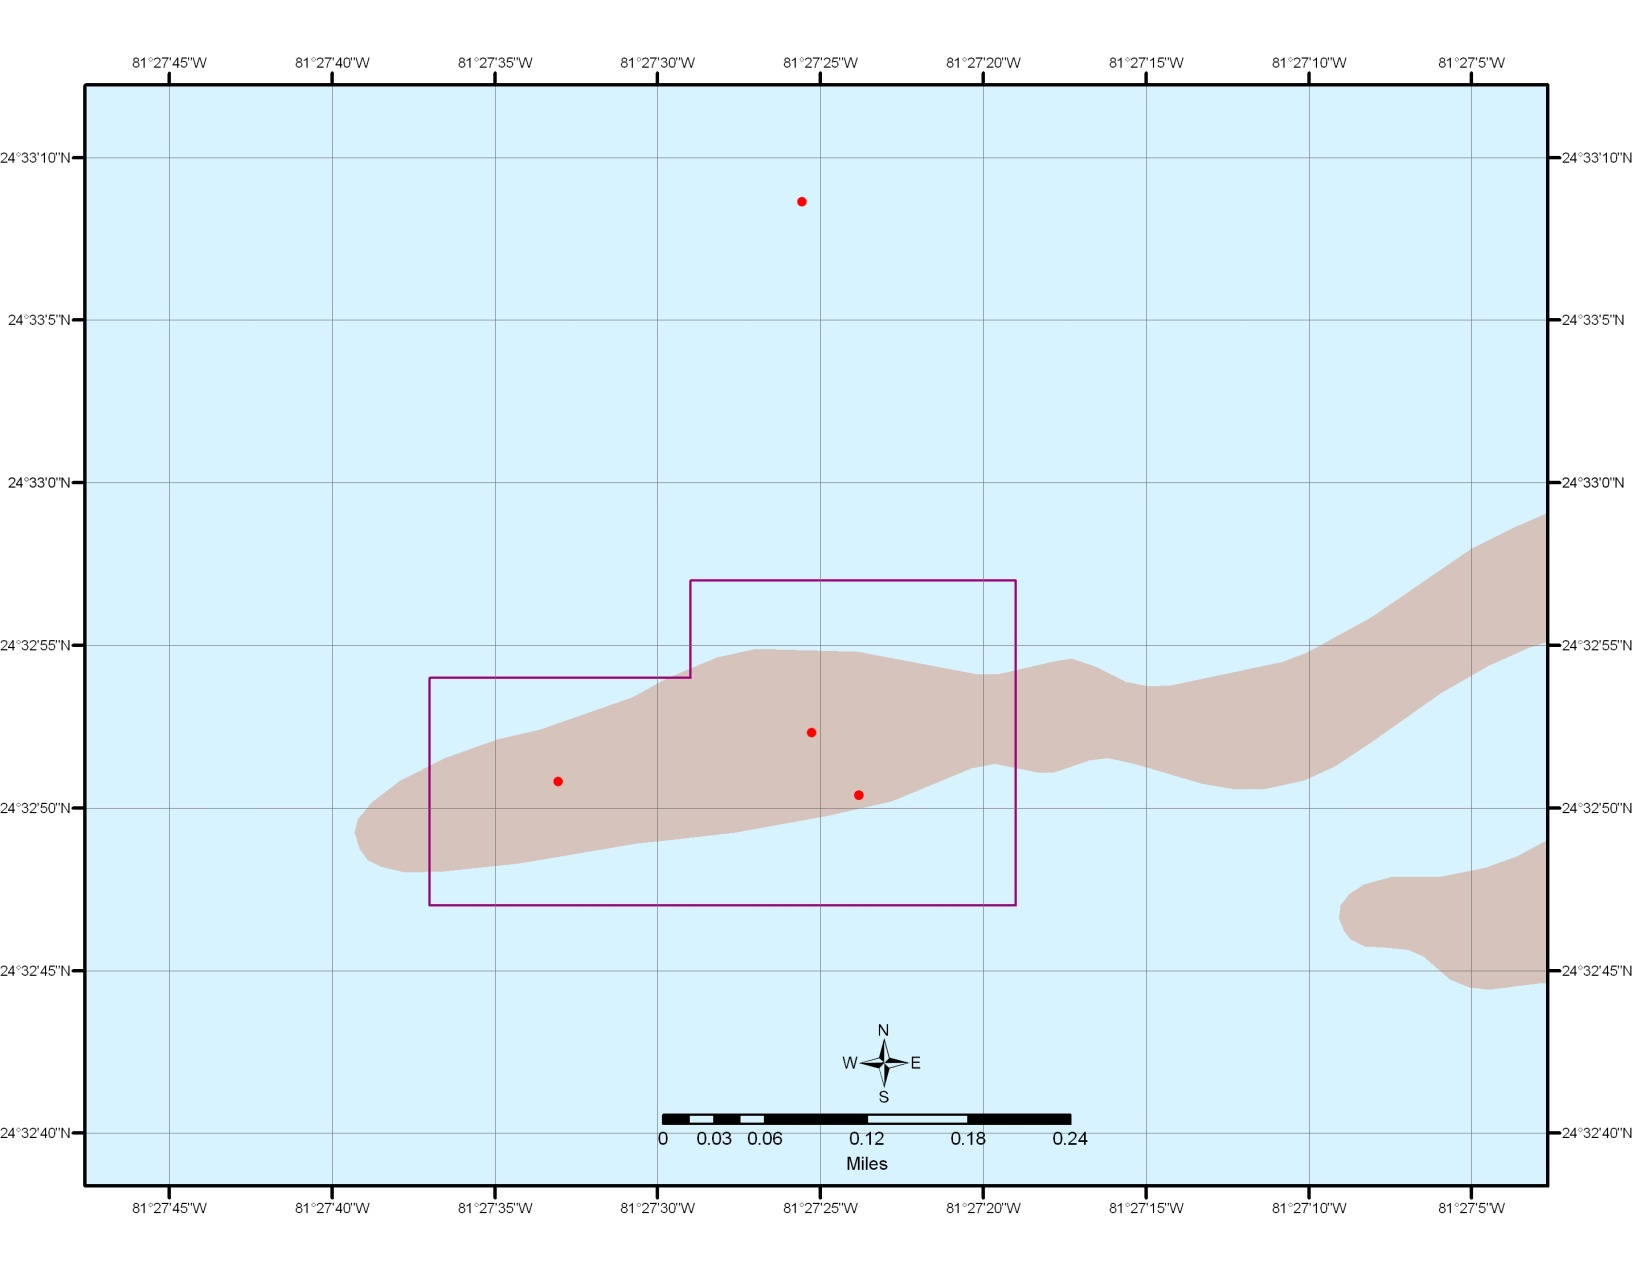 81°27'45"W 81°27'40"W 81°27'35"W 81°27'30"W 81°27'25"W 81°27'20"W 81°27'15"W 81°27'10"W 81°27'5"W
24°33'10"N 24°33'10"N
24°33'5"N 24°33'5"N
24°33'0"N 24°33'0"N
24°32'55"N 24°32'55"N
24°32'50"N 24°32'50"N
24°32'45"N 24°32'45"N
N
W E
S
24°32'40"N 0 0.03 0.06 0.12 0.18 0.24 24°32'40"N
Miles
81°27'45"W 81°27'40"W 81°27'35"W 81°27'30"W 81°27'25"W 81°27'20"W 81°27'15"W 81°27'10"W 81°27'5"W